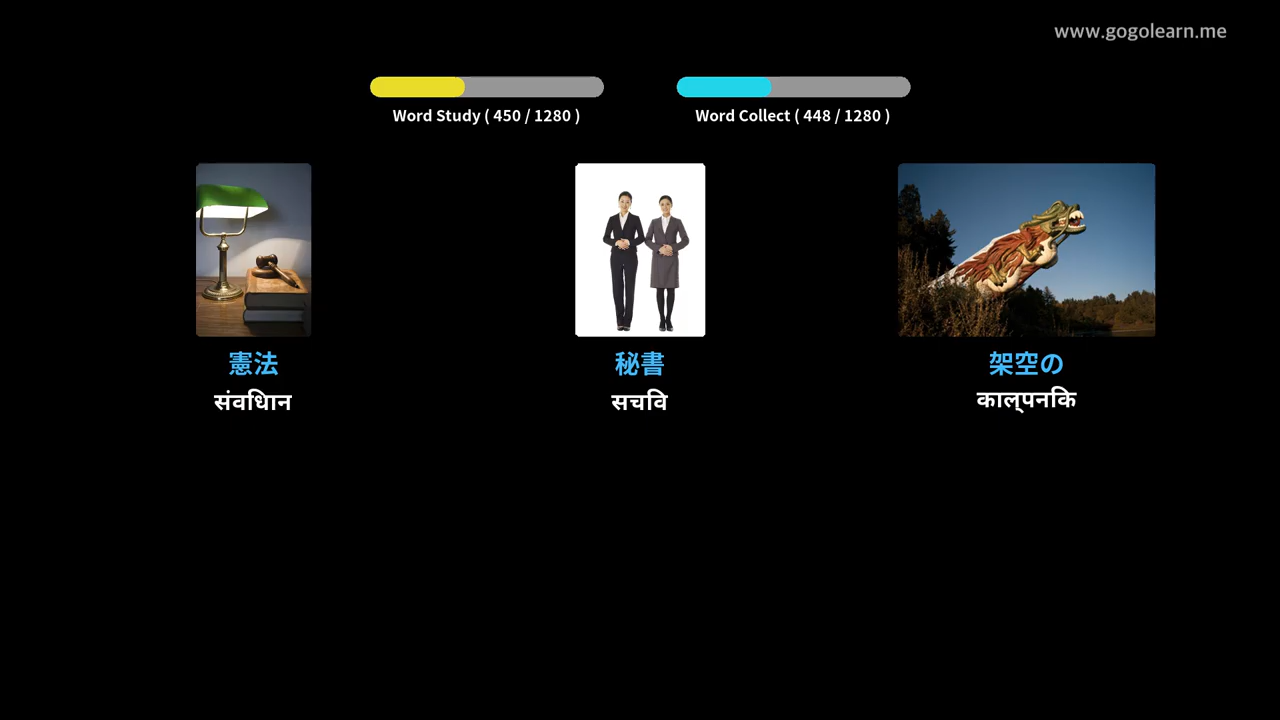 www.gogolearn.me
Word Study ( 450 / 1280 )
Word Collect ( 448 / 1280 )
憲法
संवधिान
秘書
सचवि
架空の
काल्पनकि